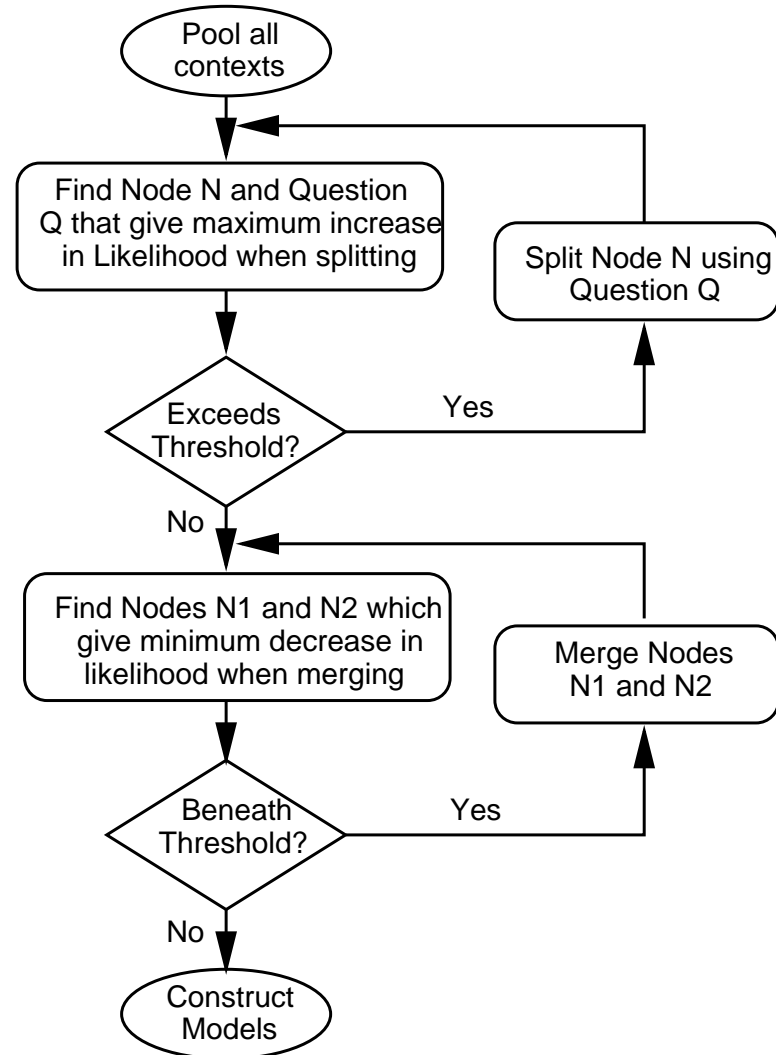 Pool all
contexts
Find Node N and Question
Q that give maximum increase
in Likelihood when splitting
Split Node N using
Question Q
Exceeds
Threshold?
Yes
No
Find Nodes N1 and N2 which
give minimum decrease in
likelihood when merging
Merge Nodes
N1 and N2
Beneath
Threshold?
Yes
No
Construct
Models